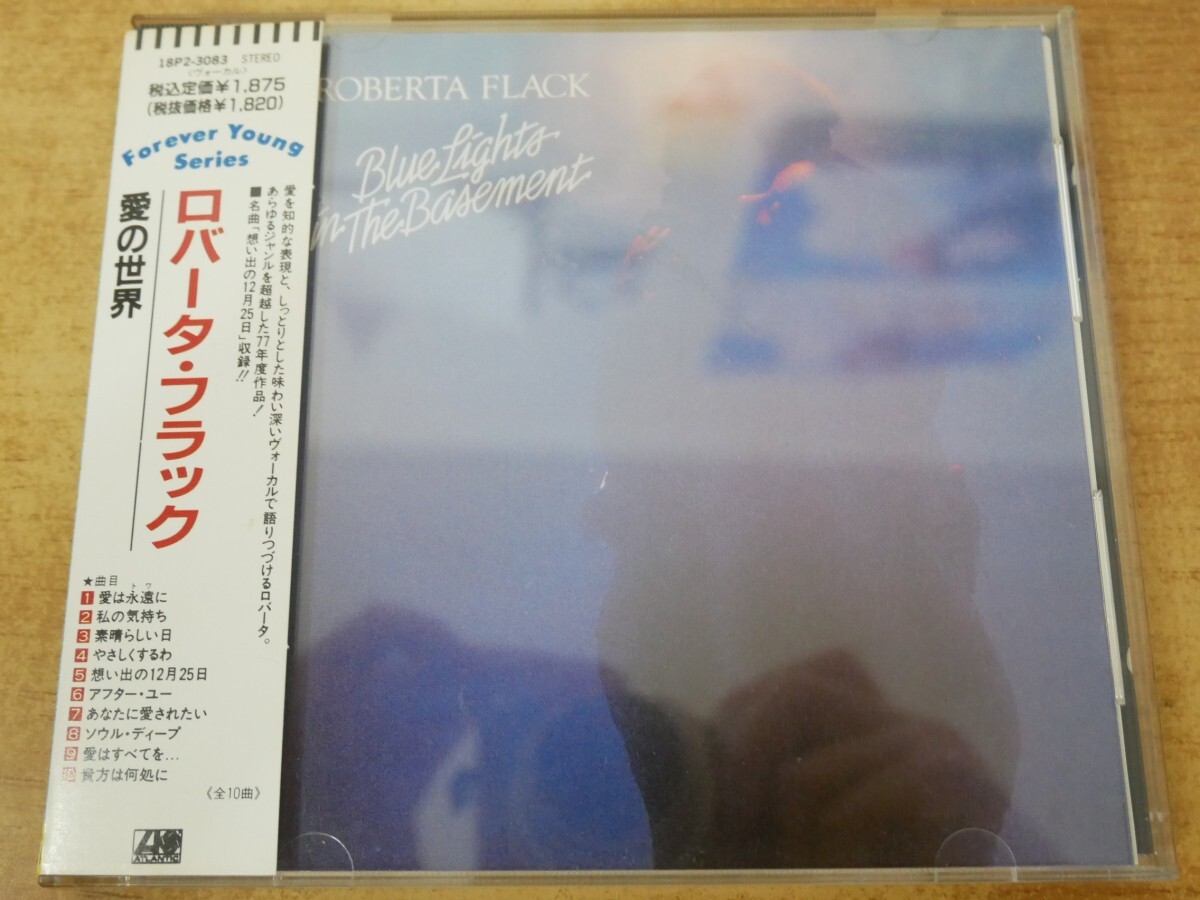 18P2-3083 STEREO
〈ヴォーカル〉
税込定価¥1,875
(税抜価格¥1,820)
Forever Young
Series
ロバータ・フラック
愛の世界
愛を知的な表現と、しっとりとした味わい深いヴォーカルで語りつづけるロバータ。
あらゆるジャンルを超越した77年度作品!
■名曲「想い出の12月25日」収録!!
★曲目
トワ
1 愛は永遠に
2 私の気持ち
3 素晴らしい日
4 やさしくするわ
5 想い出の12月25日
6 アフター・ユー
7 あなたに愛されたい
8 ソウル・ディープ
9 愛はすべてを…
10 貴方は何処に
《全10曲》
ATLANTIC
ROBERTA FLACK
Blue Lights
in The Basement